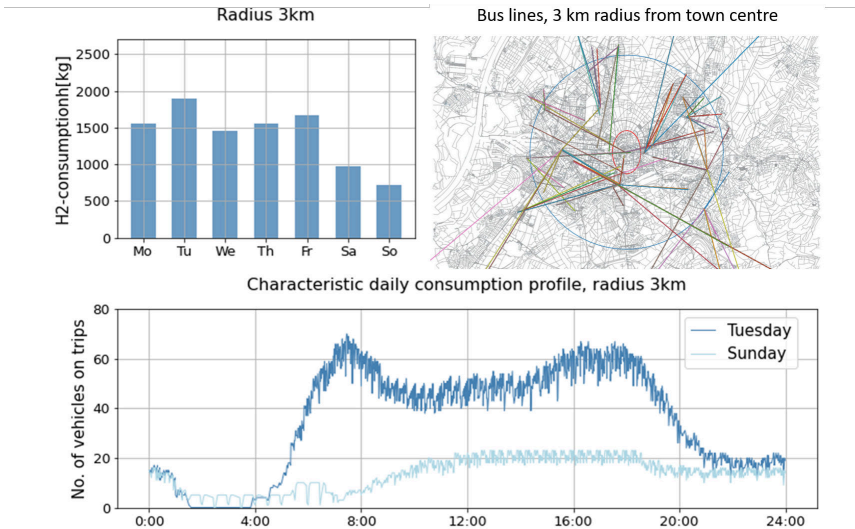 Radius 3km
H2-consumptionh[kg]
2500
2000
1500
1000
500
0
Mo Tu We Th Fr Sa So
Bus lines, 3 km radius from town centre
Characteristic daily consumption profile, radius 3km
No. of vehicles on trips
80
60
40
20
0
Tuesday
Sunday
0:00 4:00 8:00 12:00 16:00 20:00 24:00